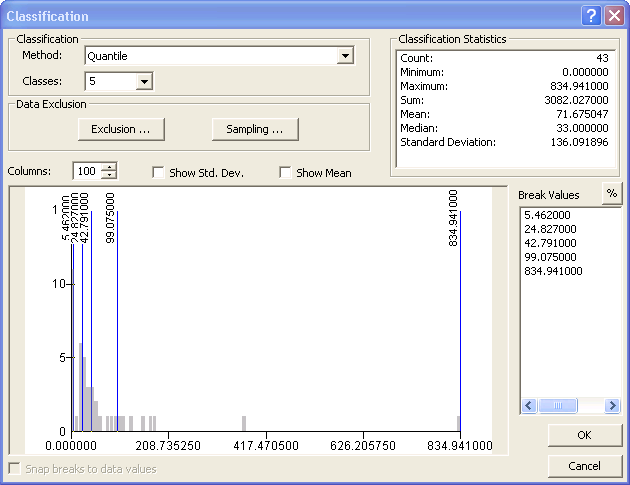 Classification
Classification
Method: Quantile
Classes: 5
Data Exclusion
Exclusion ...
Sampling ...
Classification Statistics
Count: 43
Minimum: 0.000000
Maximum: 834.941000
Sum: 3082.027000
Mean: 71.675047
Median: 33.000000
Standard Deviation: 136.091896
Columns: 100
Show Std. Dev.
Show Mean
Break Values
%
5.462000
24.827000
42.791000
99.075000
834.941000
5.462000
24.827000
42.791000
99.075000
834.941000
1
10
5
0
0.000000
208.735250
417.470500
626.205750
834.941000
Snap breaks to data values
OK
Cancel